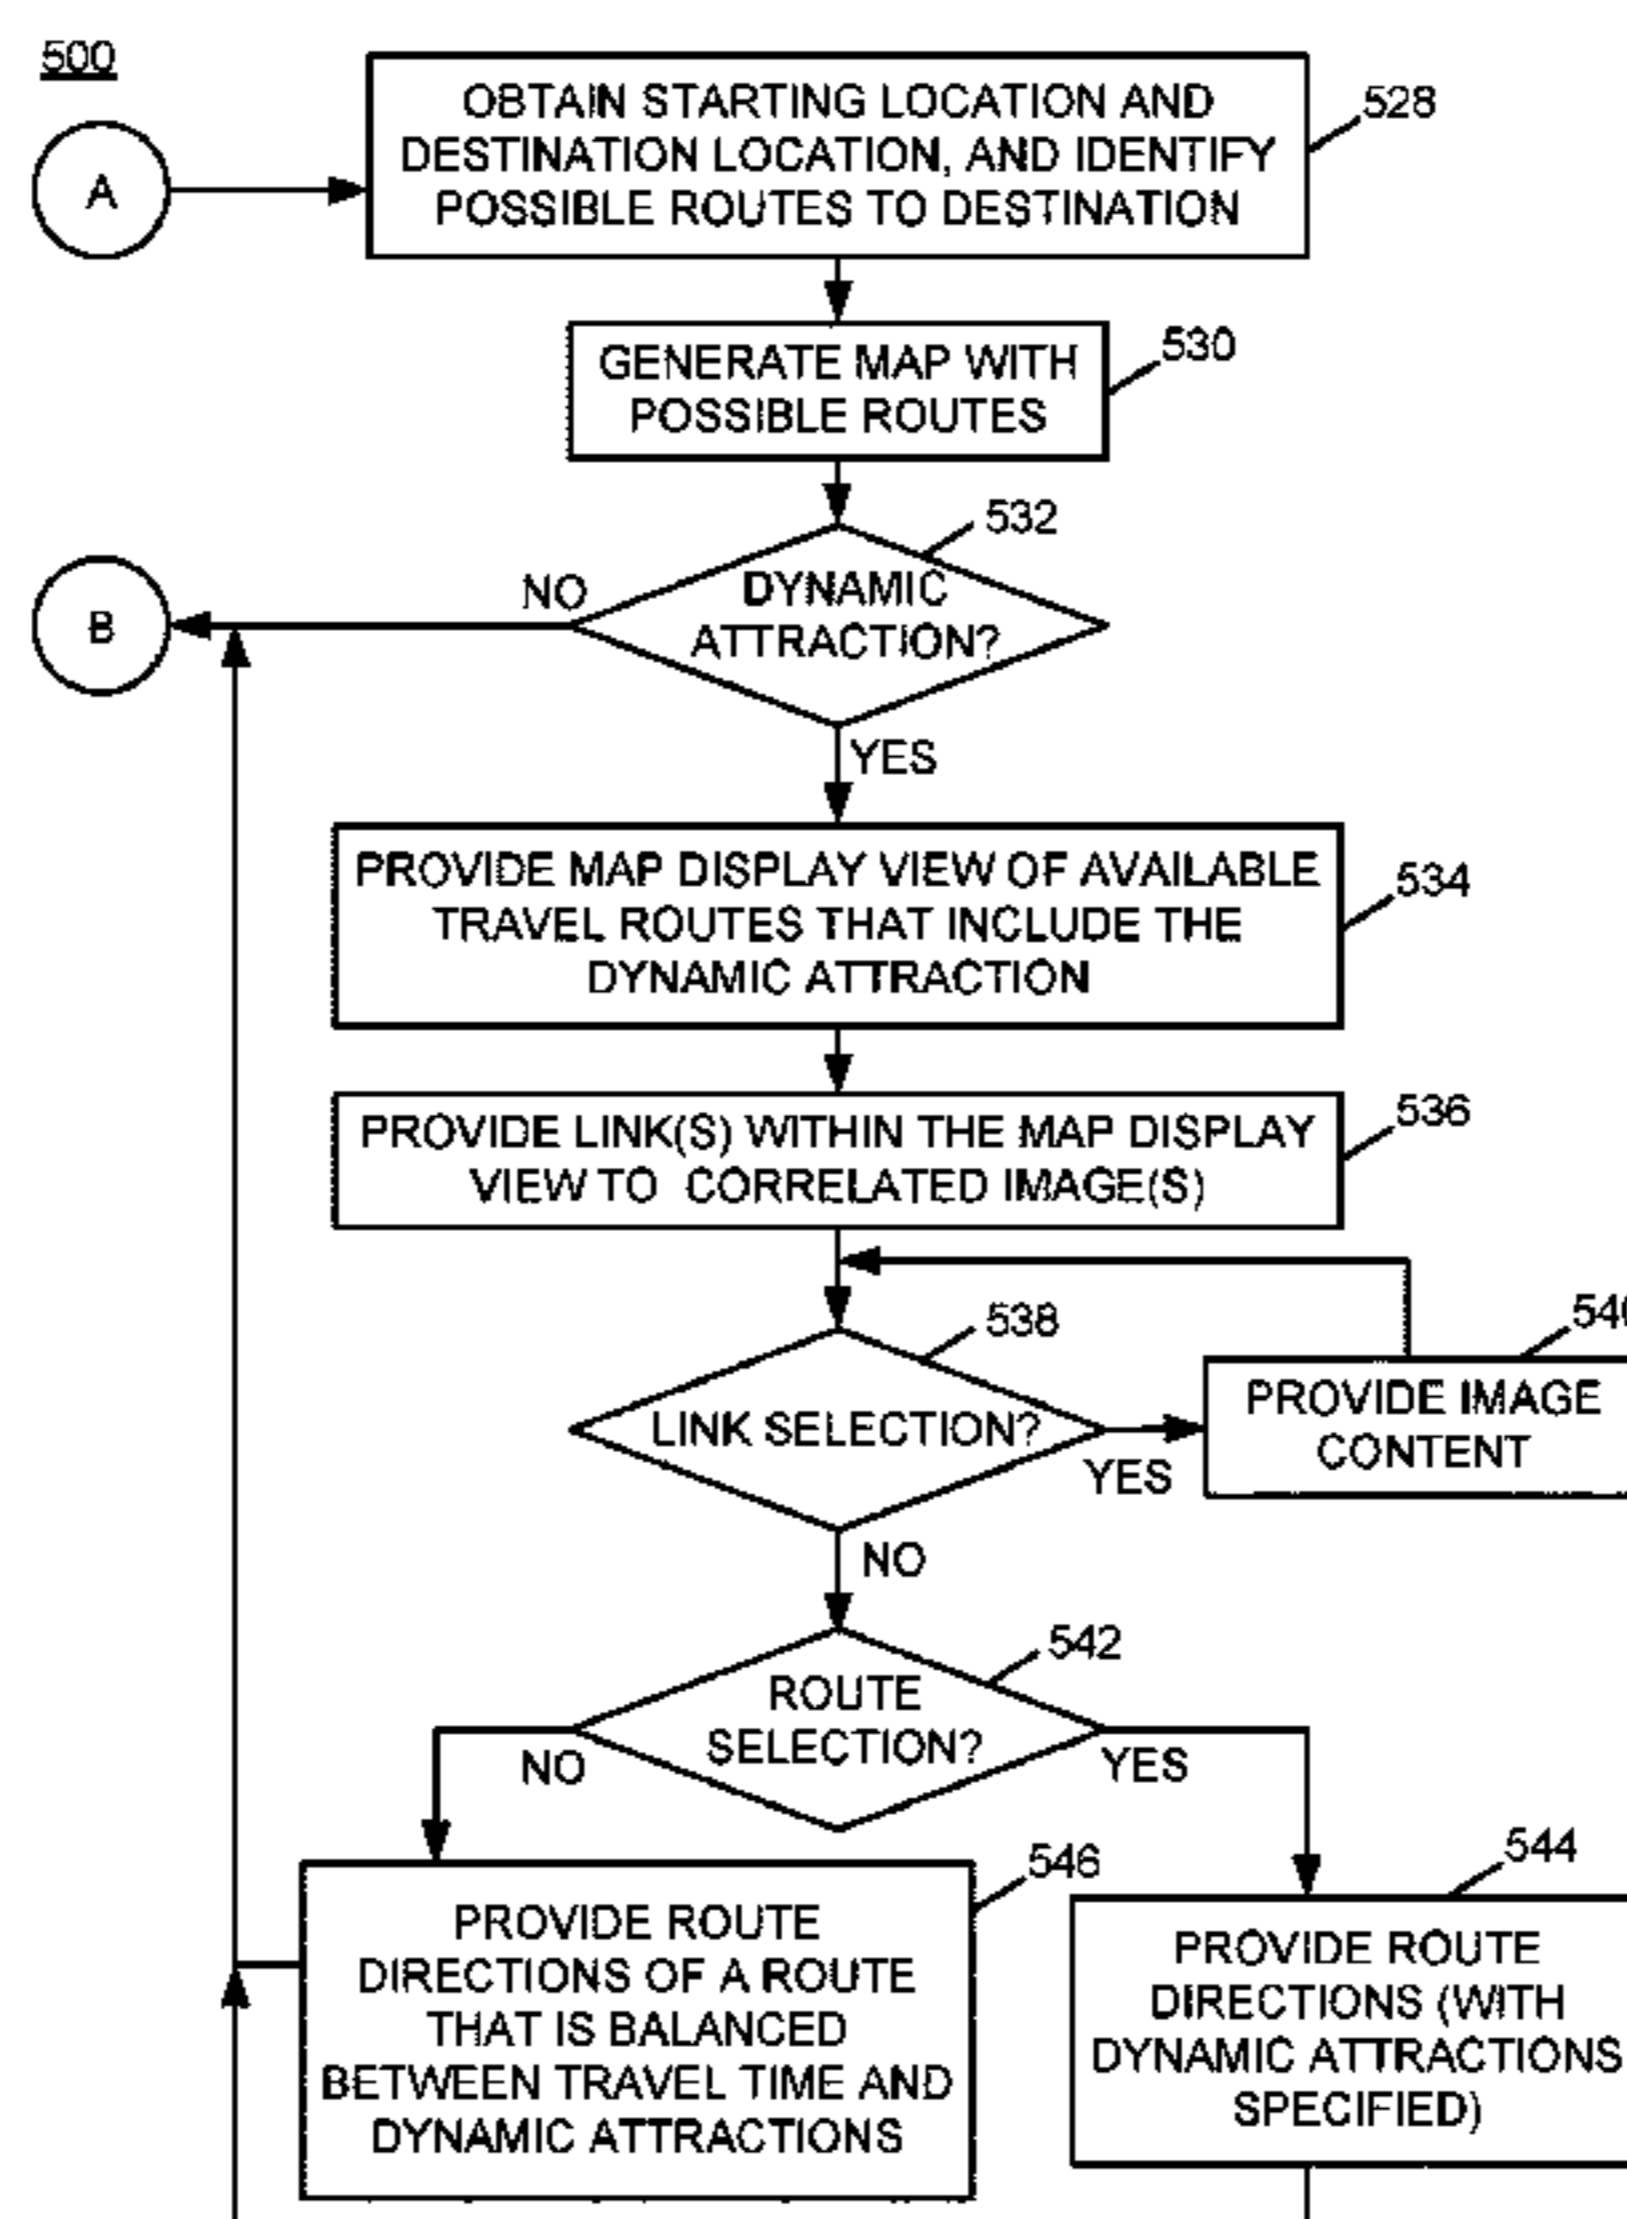 500
A
OBTAIN STARTING LOCATION AND
DESTINATION LOCATION, AND IDENTIFY
POSSIBLE ROUTES TO DESTINATION
528
GENERATE MAP WITH
POSSIBLE ROUTES
530
532
DYNAMIC
ATTRACTION?
NO
B
YES
PROVIDE MAP DISPLAY VIEW OF AVAILABLE
TRAVEL ROUTES THAT INCLUDE THE
DYNAMIC ATTRACTION
534
PROVIDE LINK(S) WITHIN THE MAP DISPLAY
VIEW TO CORRELATED IMAGE(S)
536
538
LINK SELECTION?
YES
PROVIDE IMAGE
CONTENT
NO
542
ROUTE
SELECTION?
NO
YES
546
PROVIDE ROUTE
DIRECTIONS OF A ROUTE
THAT IS BALANCED
BETWEEN TRAVEL TIME AND
DYNAMIC ATTRACTIONS
544
PROVIDE ROUTE
DIRECTIONS (WITH
DYNAMIC ATTRACTIONS
SPECIFIED)